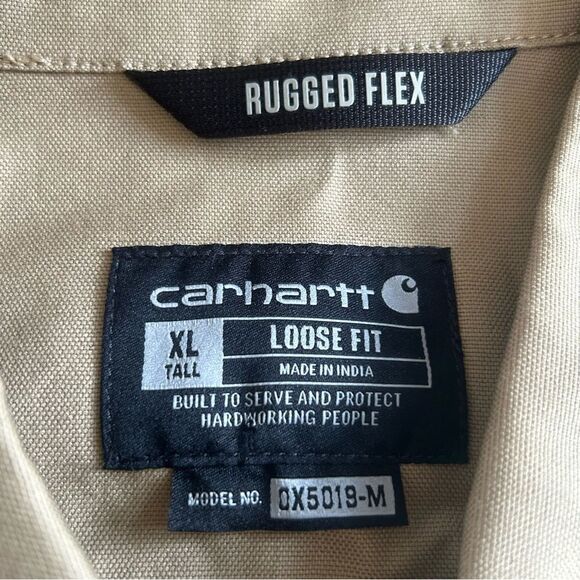 RUGGED FLEX
carhartt
XL
TALL
LOOSE FIT
MADE IN INDIA
BUILT TO SERVE AND PROTECT
HARDWORKING PEOPLE
MODEL NO. OX5019-M